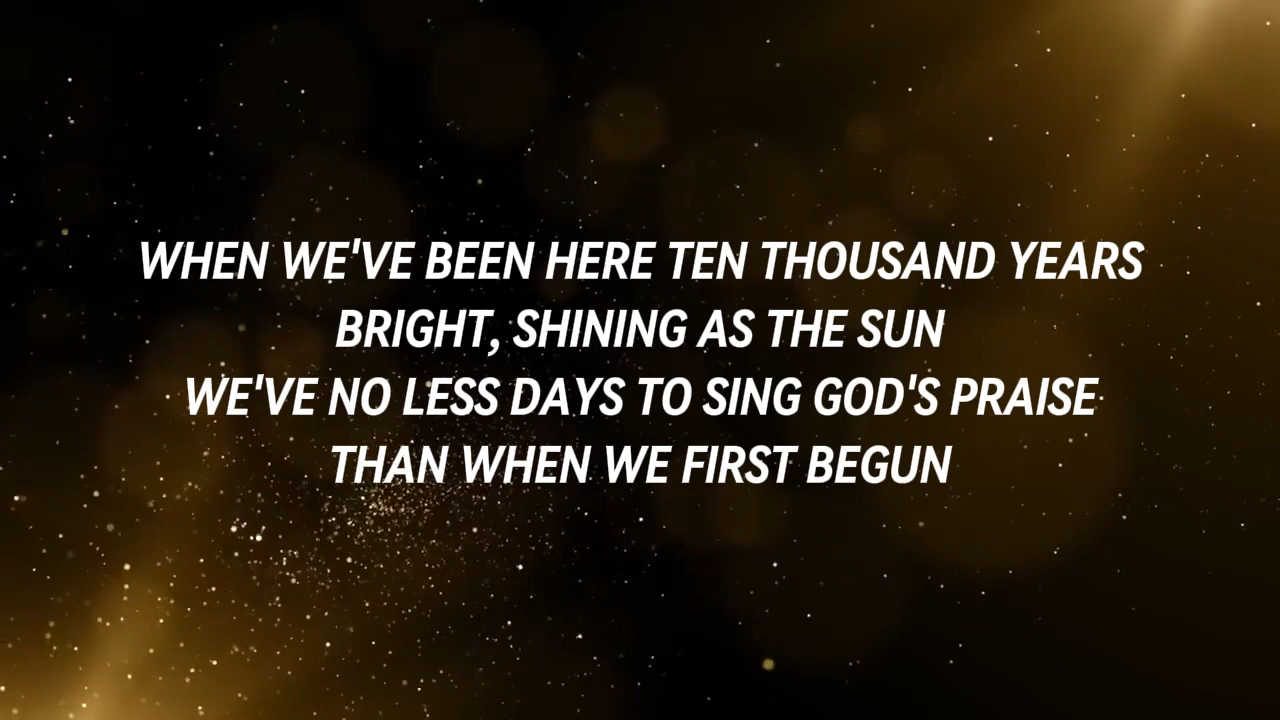 WHEN WE'VE BEEN HERE TEN THOUSAND YEARS
BRIGHT, SHINING AS THE SUN
WE'VE NO LESS DAYS TO SING GOD'S PRAISE
THAN WHEN WE FIRST BEGUN